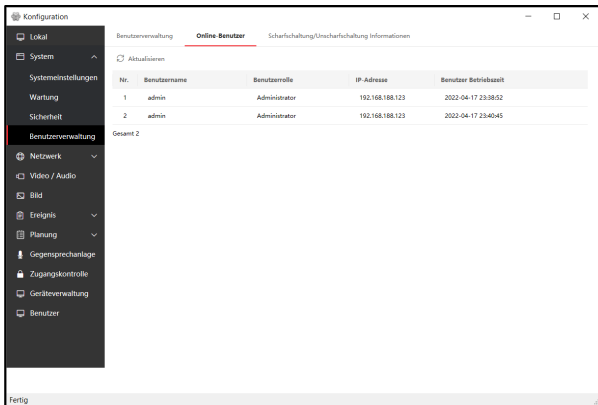 Konfiguration
Lokal
System
Systemeinstellungen
Wartung
Sicherheit
Benutzerverwaltung
Netzwerk
Video / Audio
Bild
Ereignis
Planung
Gegensprechanlage
Zugangskontrolle
Geräteverwaltung
Benutzer
Benutzerverwaltung Online-Benutzer Scharfschaltung/Unscharfschaltung Informationen
Aktualisieren
Nr. Benutzername Benutzerrolle IP-Adresse Benutzer Betriebszeit
1 admin Administrator 192.168.188.123 2022-04-17 23:38:52
2 admin Administrator 192.168.188.123 2022-04-17 23:40:45
Gesamt 2
Fertig